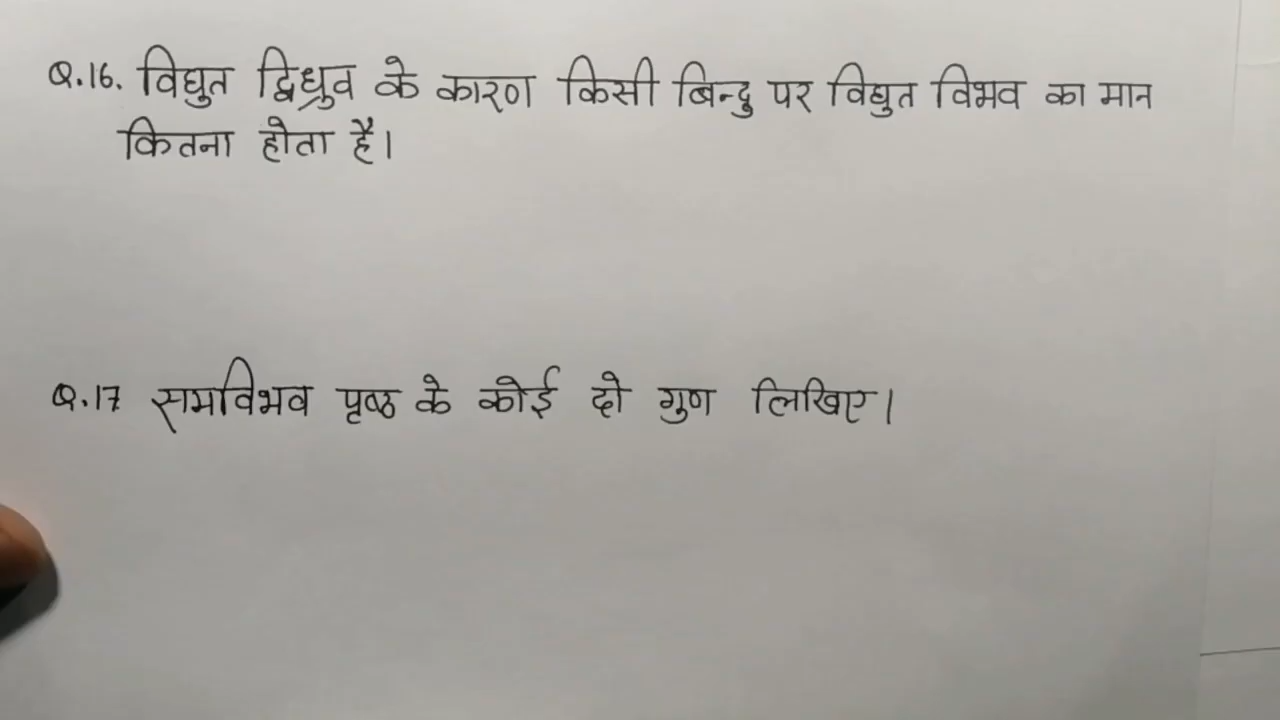 Q.16. विद्युत द्विध्रुव के कारण किसी बिन्दु पर विद्युत विभव का मान
कितना होता है।
Q.17 समविभव पृष्ठ के कोई दो गुण लिखिए।